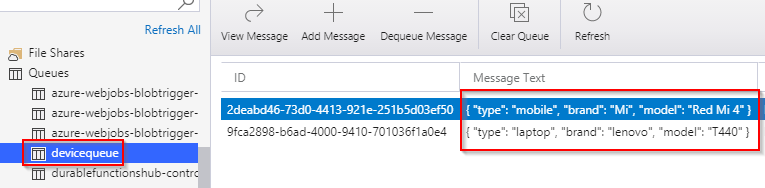 Refresh All
File Shares
Queues
azure-webjobs-blobtrigger-
azure-webjobs-blobtrigger-
azure-webjobs-blobtrigger-
devicequeue
durablefunctionshub-contro
View Message
Add Message
Dequeue Message
Clear Queue
Refresh
ID Message Text
2deabd46-73d0-4413-921e-251b5d03ef50 { "type": "mobile", "brand": "Mi", "model": "Red Mi 4" }
9fca2898-b6ad-4000-9410-701036f1a0e4 { "type": "laptop", "brand": "lenovo", "model": "T440" }